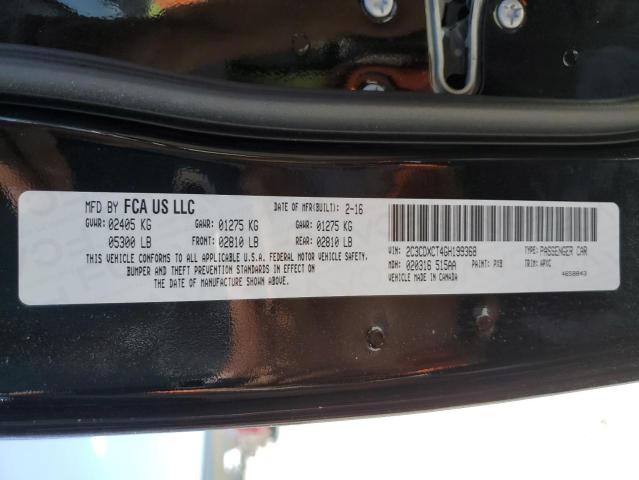 MFD BY FCA US LLC DATE OF MFR(BUILT): 2-16
GVWR: 02405 KG GAWR: 01275 KG GAWR: 01275 KG
05300 LB FRONT: 02810 LB REAR: 02810 LB
THIS VEHICLE CONFORMS TO ALL APPLICABLE U.S.A. FEDERAL MOTOR VEHICLE SAFETY,
BUMPER AND THEFT PREVENTION STANDARDS IN EFFECT ON
THE DATE OF MANUFACTURE SHOWN ABOVE.
VIN: 2C3CDXCT4GH199368 TYPE: PASSENGER CAR
MDH: 020316 515AA PAINT: PX8 TRIM: APXC
VEHICLE MADE IN CANADA 4658043